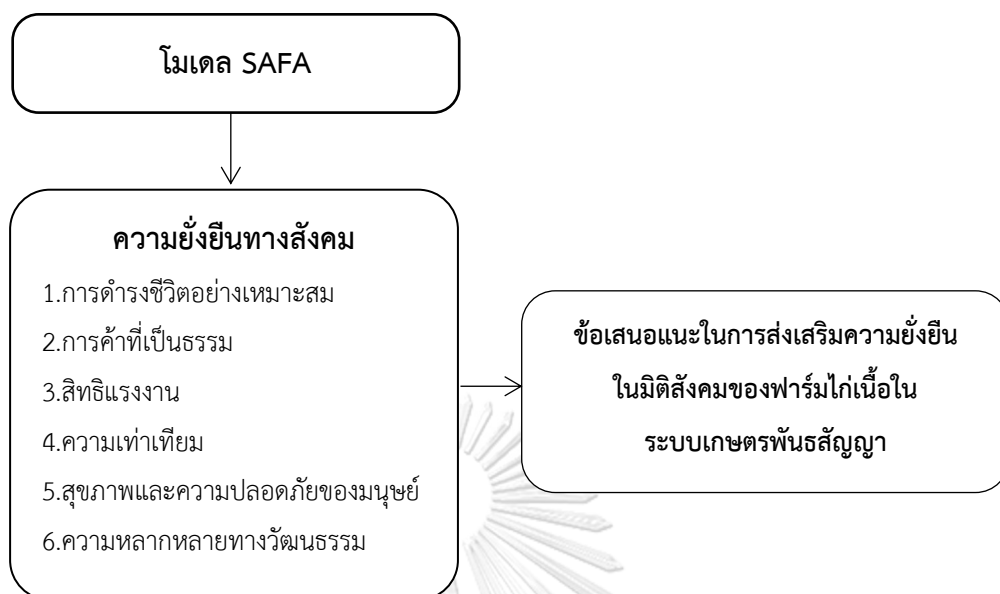 โมเดล SAFA
ความยั่งยืนทางสังคม
1.การดำรงชีวิตอย่างเหมาะสม
2.การค้าที่เป็นธรรม
3.สิทธิแรงงาน
4.ความเท่าเทียม
5.สุขภาพและความปลอดภัยของมนุษย์
6.ความหลากหลายทางวัฒนธรรม
ข้อเสนอแนะในการส่งเสริมความยั่งยืน
ในมิติสังคมของฟาร์มไก่เนื้อใน
ระบบเกษตรพันธสัญญา